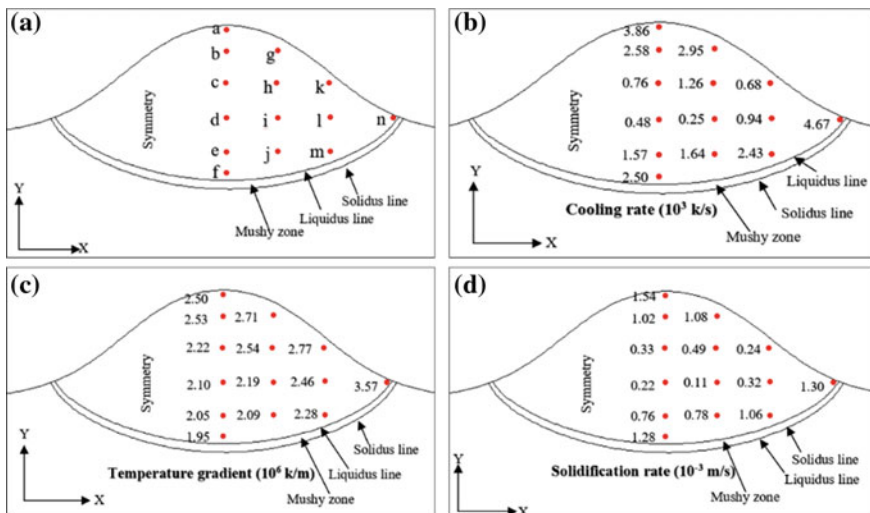 (a)
a
b g
c h k
Symmetry
d i l n
e j m
f
Y
Solidus line
Liquidus line
Mushy zone
X
(b)
3.86
2.58 2.95
0.76 1.26 0.68
Symmetry
0.48 0.25 0.94 4.67
1.57 1.64 2.43
2.50
Liquidus line
Y
Cooling rate (10³ k/s)
Solidus line
Mushy zone
X
(c)
2.50
2.53 2.71
2.22 2.54 2.77
Symmetry
2.10 2.19 2.46 3.57
2.05 2.09 2.28
1.95
Solidus line
Y
Temperature gradient (10⁶ k/m)
Liquidus line
Mushy zone
X
(d)
1.54
1.02 1.08
0.33 0.49 0.24
Symmetry
0.22 0.11 0.32 1.30
0.76 0.78 1.06
1.28
Solidus line
Y
Solidification rate (10⁻³ m/s)
Liquidus line
Mushy zone
X